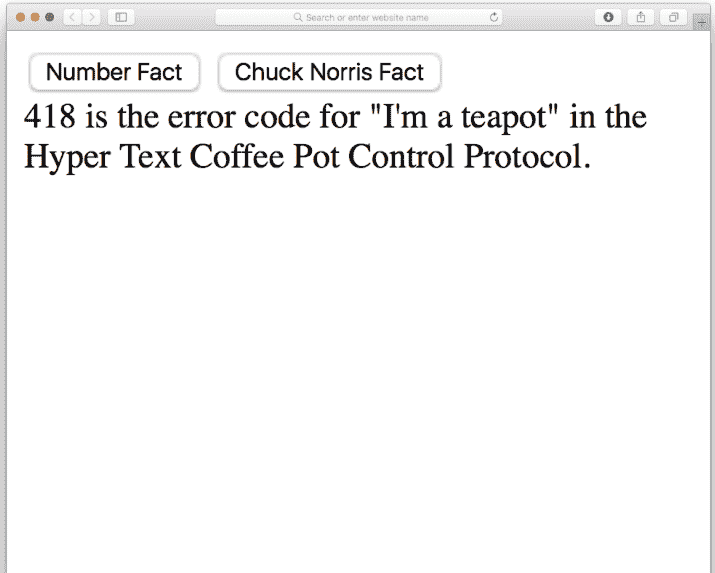 Search or enter website name
Number Fact Chuck Norris Fact
418 is the error code for "I'm a teapot" in the
Hyper Text Coffee Pot Control Protocol.